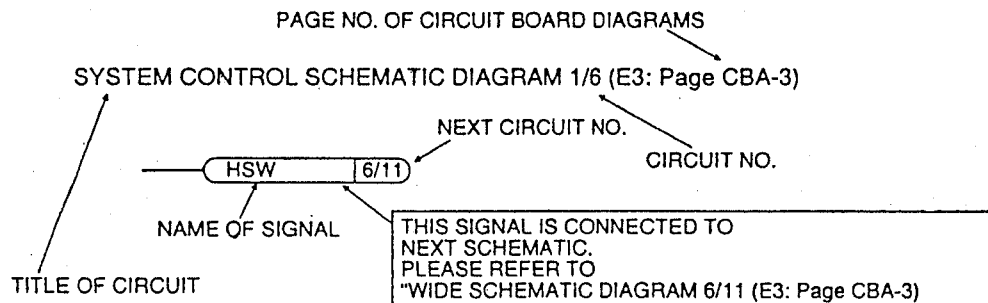 PAGE NO. OF CIRCUIT BOARD DIAGRAMS
SYSTEM CONTROL SCHEMATIC DIAGRAM 1/6 (E3: Page CBA-3)
NEXT CIRCUIT NO.
CIRCUIT NO.
HSW 6/11
NAME OF SIGNAL
THIS SIGNAL IS CONNECTED TO
NEXT SCHEMATIC.
PLEASE REFER TO
"WIDE SCHEMATIC DIAGRAM 6/11 (E3: Page CBA-3)
TITLE OF CIRCUIT